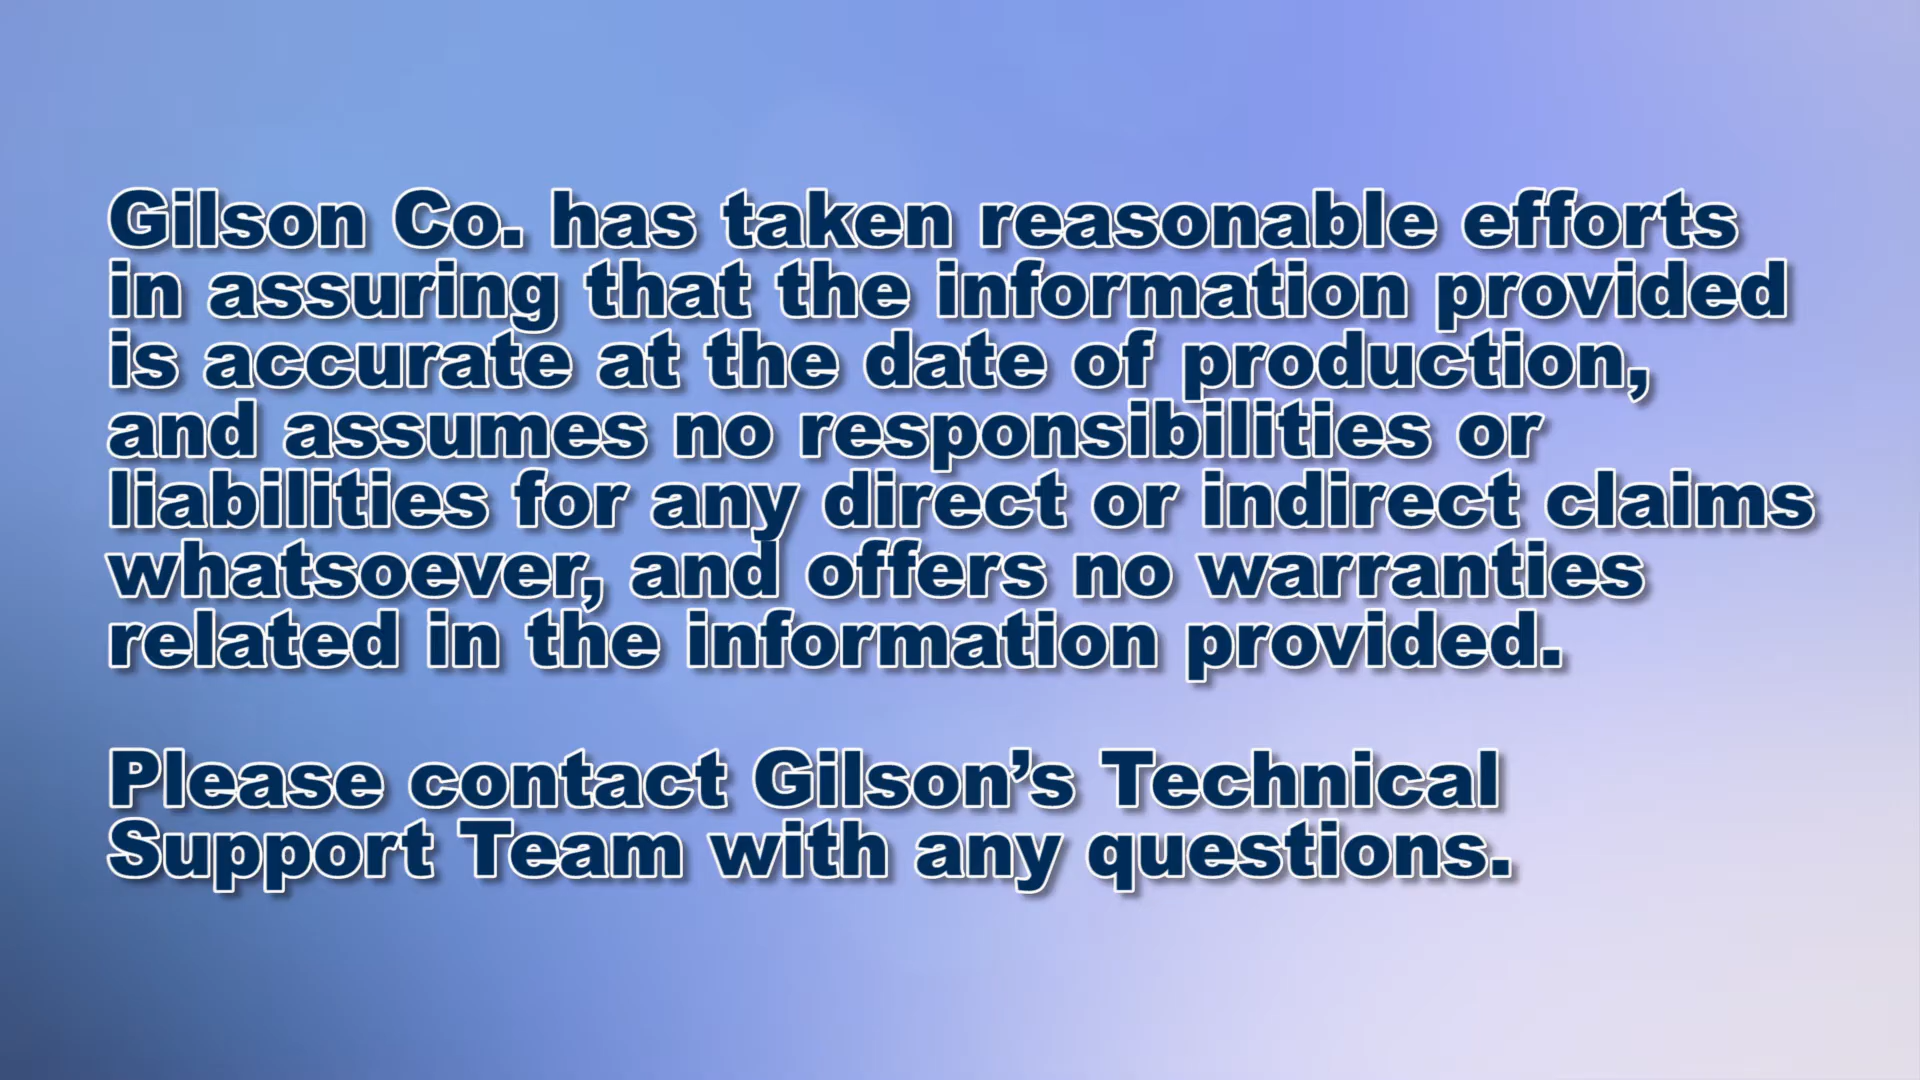 Gilson Co. has taken reasonable efforts
in assuring that the information provided
is accurate at the date of production,
and assumes no responsibilities or
liabilities for any direct or indirect claims
whatsoever, and offers no warranties
related in the information provided.
Please contact Gilson’s Technical
Support Team with any questions.